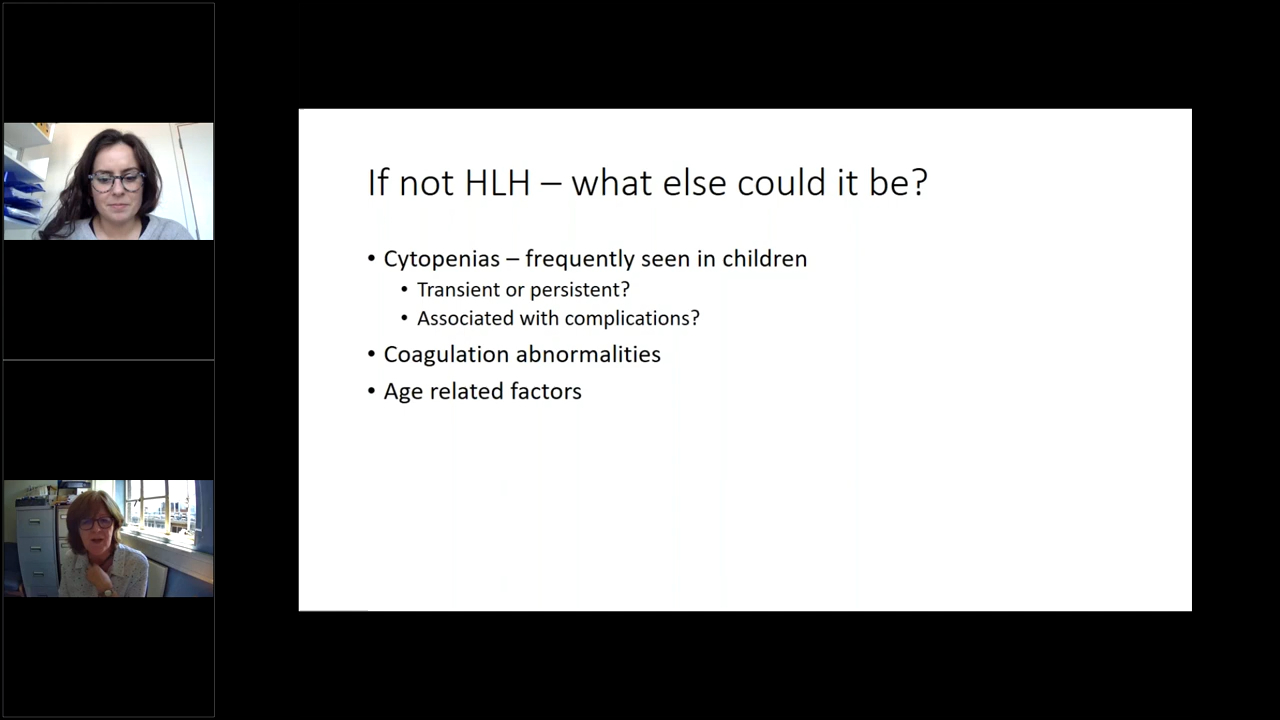 If not HLH – what else could it be?
• Cytopenias – frequently seen in children
• Transient or persistent?
• Associated with complications?
• Coagulation abnormalities
• Age related factors